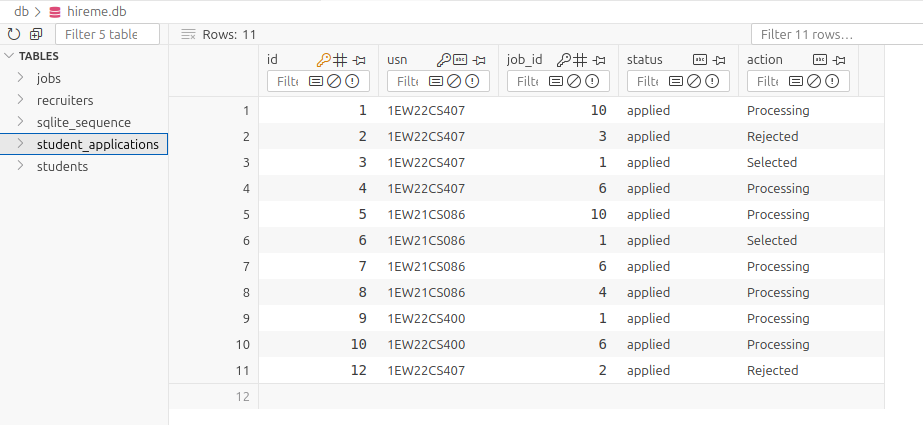 db hireme.db
Filter 5 table Rows: 11 Filter 11 rows...
TABLES
jobs
recruiters
sqlite_sequence
student_applications
students
id usn job_id status action
Filte Filte Filte Filte Filte
1 1 1EW22CS407 10 applied Processing
2 2 1EW22CS407 3 applied Rejected
3 3 1EW22CS407 1 applied Selected
4 4 1EW22CS407 6 applied Processing
5 5 1EW21CS086 10 applied Processing
6 6 1EW21CS086 1 applied Selected
7 7 1EW21CS086 6 applied Processing
8 8 1EW21CS086 4 applied Processing
9 9 1EW22CS400 1 applied Processing
10 10 1EW22CS400 6 applied Processing
11 12 1EW22CS407 2 applied Rejected
12